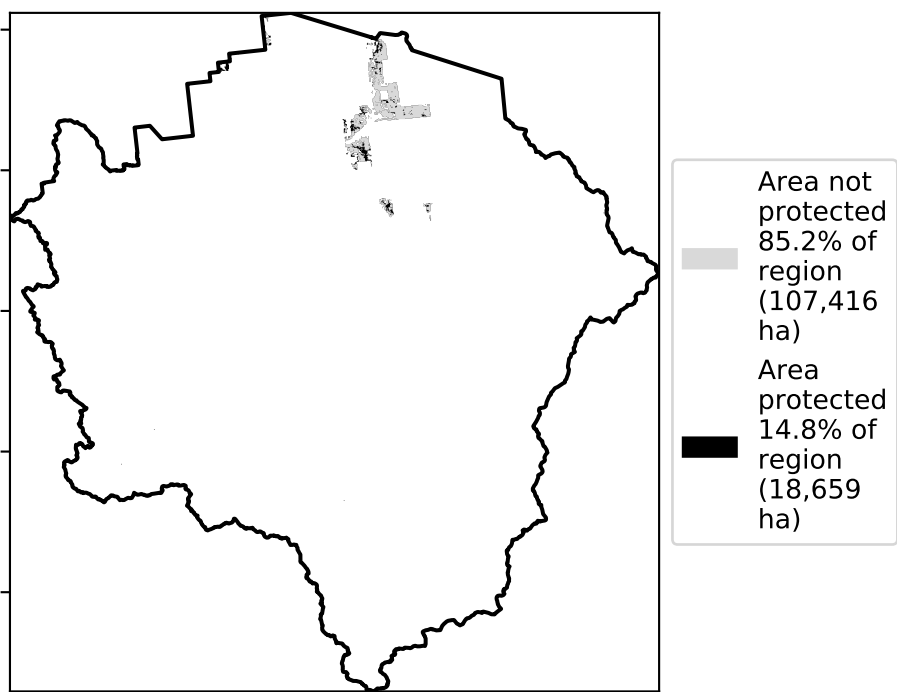 Area not
protected
85.2% of
region
(107,416
ha)
Area
protected
14.8% of
region
(18,659
ha)